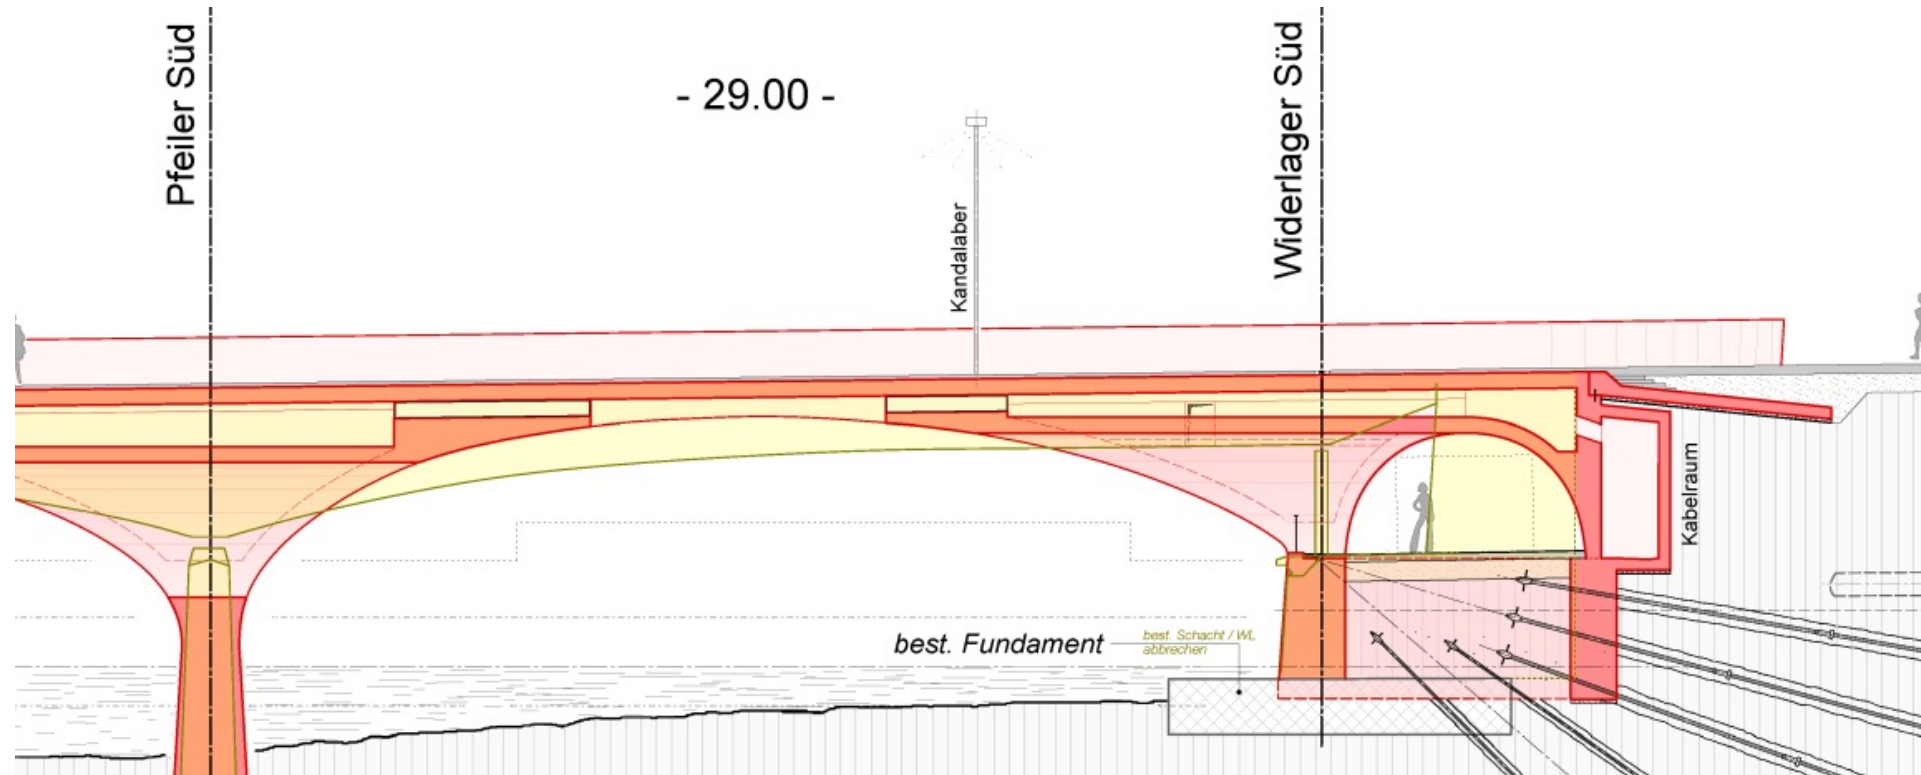 Pfeiler Süd
- 29.00 -
Kandalaber
Widerlager Süd
Kabelraum
best. Fundament
best. Schacht / WL
abbrechen